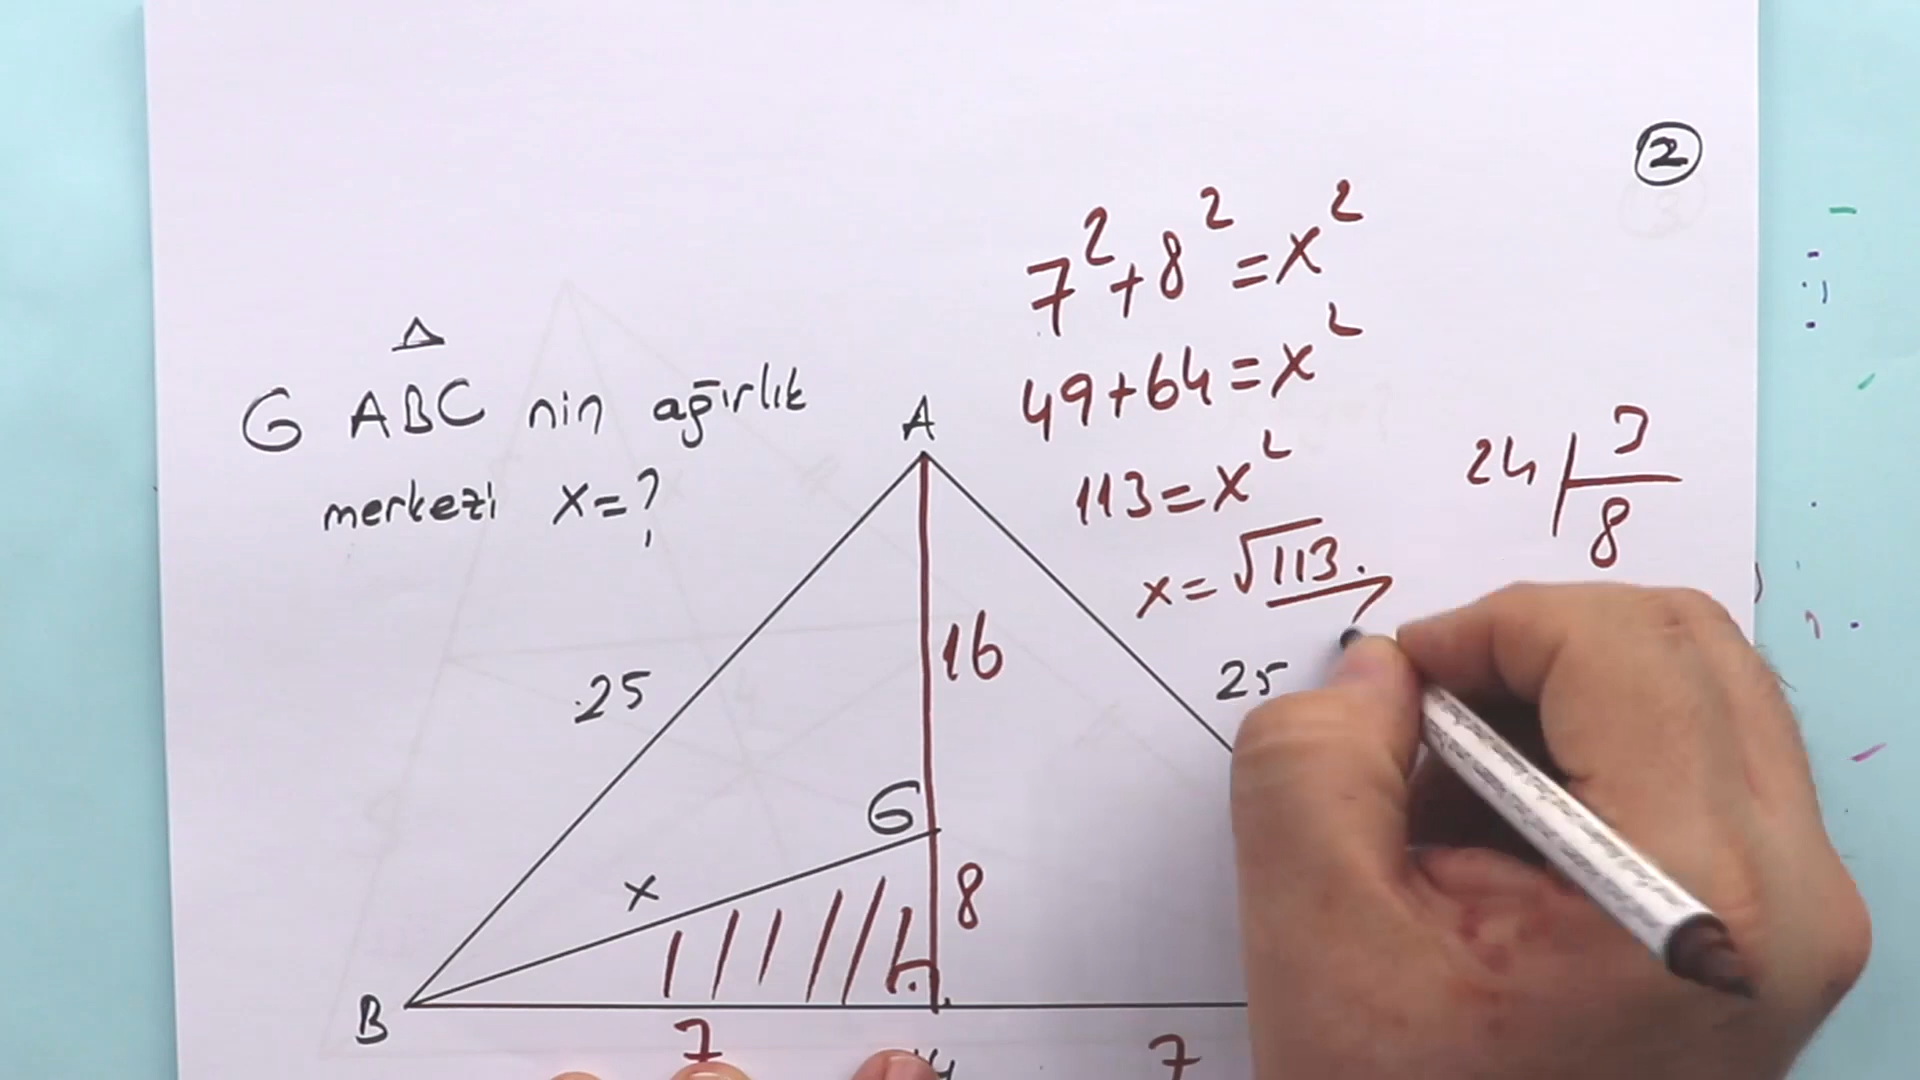 2
7² + 8² = x²
49 + 64 = x²
113 = x²
x = √113.
24 3
8
△
G ABC nin ağırlık
merkezi x = ?
A
16
25
25
G
x
8
B
7
7